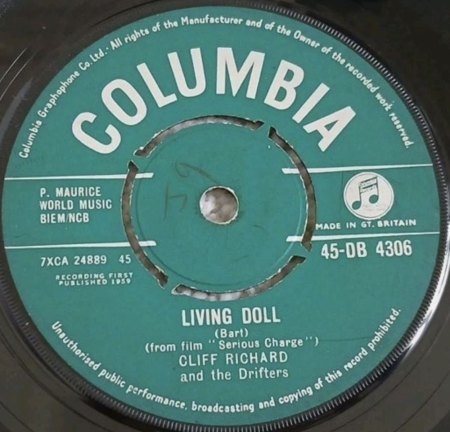 Columbia Graphophone Co. Ltd.· All rights of the Manufacturer and of the Owner of the recorded work reserved.
COLUMBIA
P. MAURICE
WORLD MUSIC
BIEM/NCB
MADE IN GT. BRITAIN
7XCA 24889 45
45-DB 4306
RECORDING FIRST
PUBLISHED 1959
LIVING DOLL
(Bart)
(from film "Serious Charge")
CLIFF RICHARD
and the Drifters
Unauthorised public performance, broadcasting and copying of this recording prohibited.